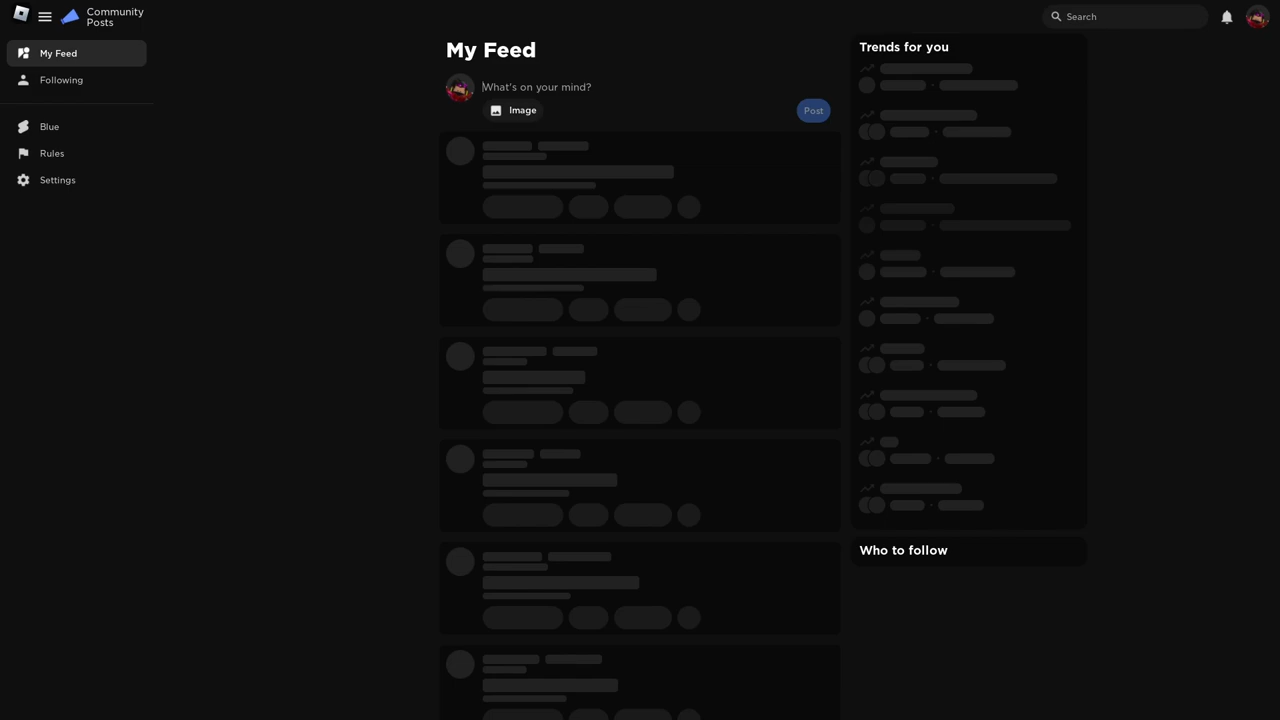 Community
Posts
Search
My Feed
Following
Blue
Rules
Settings
My Feed
What's on your mind?
Image
Post
Trends for you
Who to follow